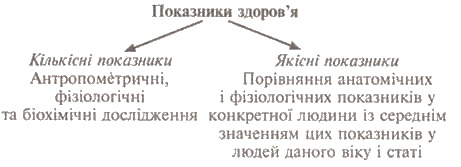 Показники здоров'я
Кількісні показники
Антропометричні,
фізіологічні
та біохімічні дослідження
Якісні показники
Порівняння анатомічних
і фізіологічних показників у
конкретної людини із середнім
значенням цих показників у
людей даного віку і статі